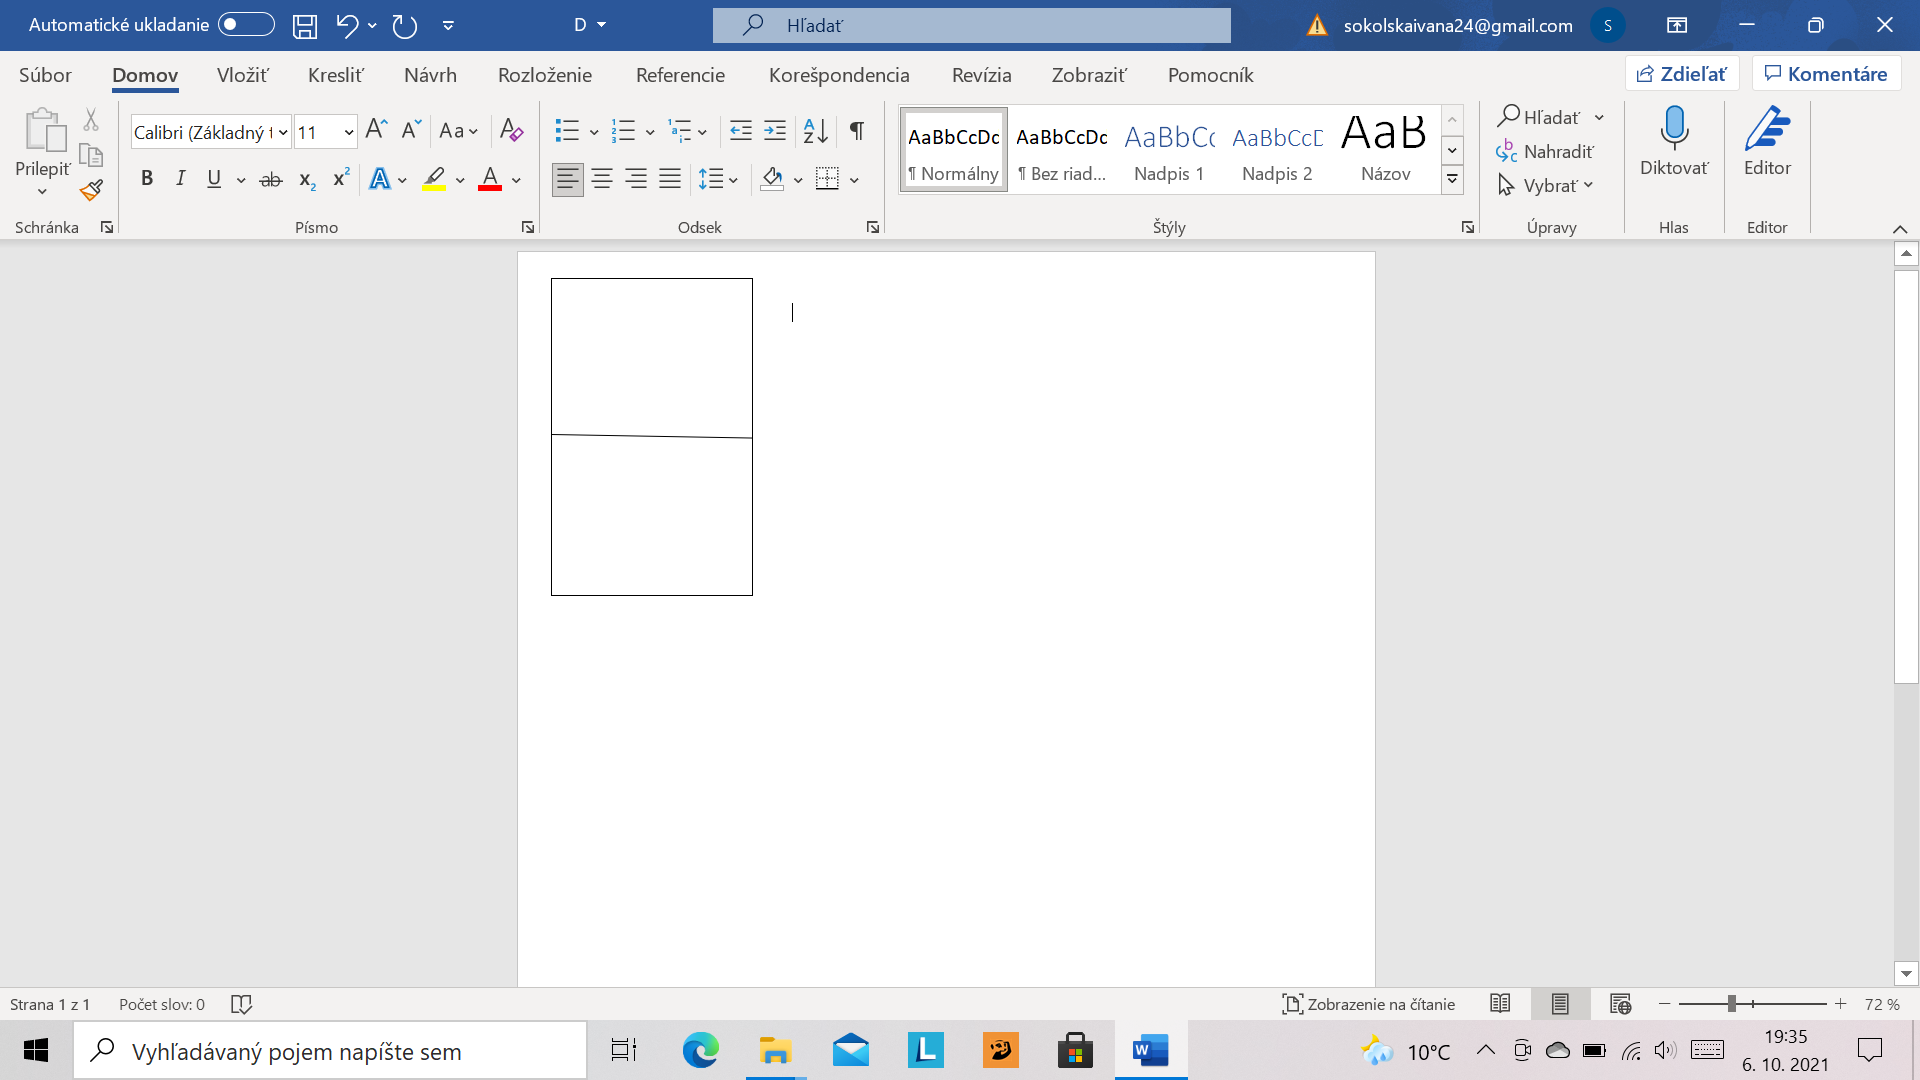 Automatické ukladanie
D
Hľadať
sokolskaivana24@gmail.com
S
Súbor
Domov
Vložiť
Kresliť
Návrh
Rozloženie
Referencie
Korešpondencia
Revízia
Zobraziť
Pomocník
Zdieľať
Komentáre
Prilepiť
Schránka
Calibri (Základný t
11
Písmo
Odsek
AaBbCcDc
¶ Normálny
AaBbCcDc
¶ Bez riad...
AaBbCc
Nadpis 1
AaBbCcD
Nadpis 2
AaB
Názov
Štýly
Hľadať
Nahradiť
Vybrať
Úpravy
Diktovať
Hlas
Editor
Editor
Strana 1 z 1
Počet slov: 0
Zobrazenie na čítanie
72 %
Vyhľadávaný pojem napíšte sem
10°C
19:35
6. 10. 2021